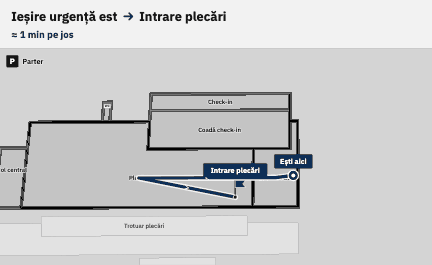 Ieșire urgență est → Intrare plecări
≈ 1 min pe jos
P Parter
Check-in
Coadă check-in
Intrare plecări
Ești aici
Trotuar plecări